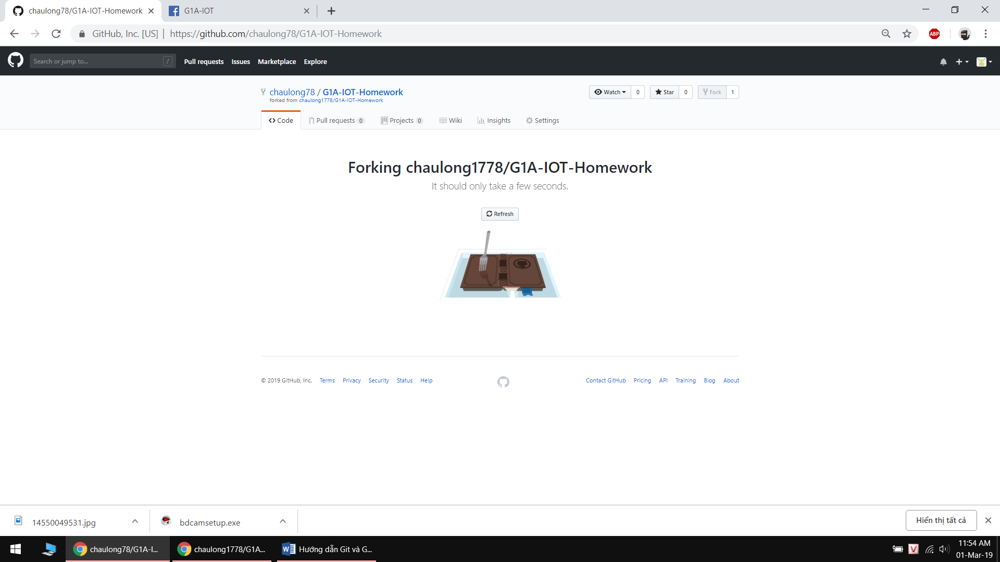 chaulong78/G1A-IOT-Homework
G1A-IOT
GitHub, Inc. [US] | https://github.com/chaulong78/G1A-IOT-Homework
ABP
Search or jump to... /
Pull requests Issues Marketplace Explore
chaulong78 / G1A-IOT-Homework
forked from chaulong1778/G1A-IOT-Homework
Watch 0 Star 0 Fork 1
Code Pull requests 0 Projects 0 Wiki Insights Settings
Forking chaulong1778/G1A-IOT-Homework
It should only take a few seconds.
Refresh
© 2019 GitHub, Inc. Terms Privacy Security Status Help Contact GitHub Pricing API Training Blog About
14550049531.jpg bdcamsetup.exe Hiển thị tất cả
chaulong78/G1A-I... chaulong1778/G1A... Hướng dẫn Git và G...
V
11:54 AM
01-Mar-19